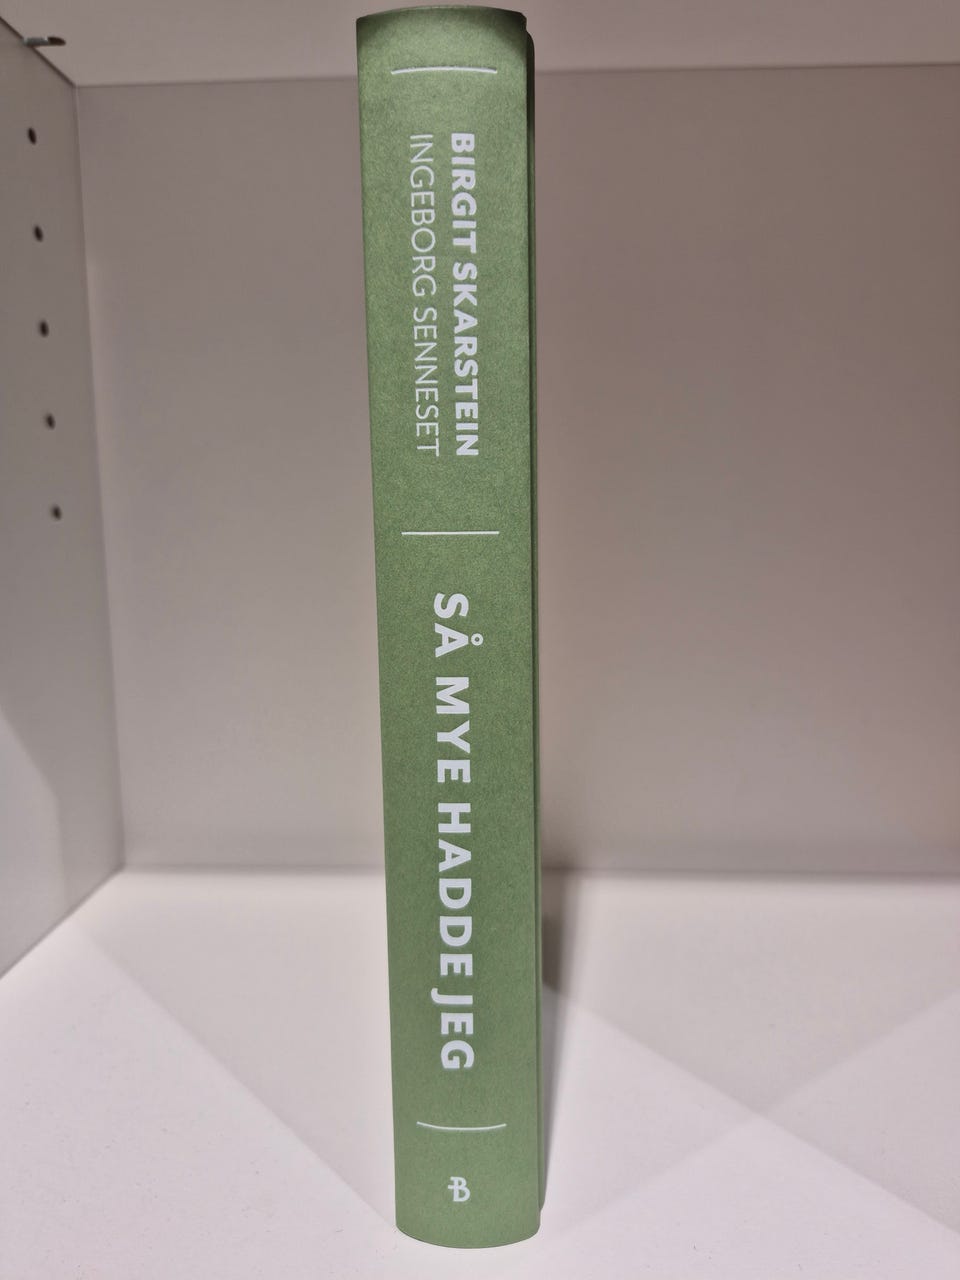 BIRGIT SKARSTEIN
INGEBORG SENNESET
SÅ MYE HADDE JEG